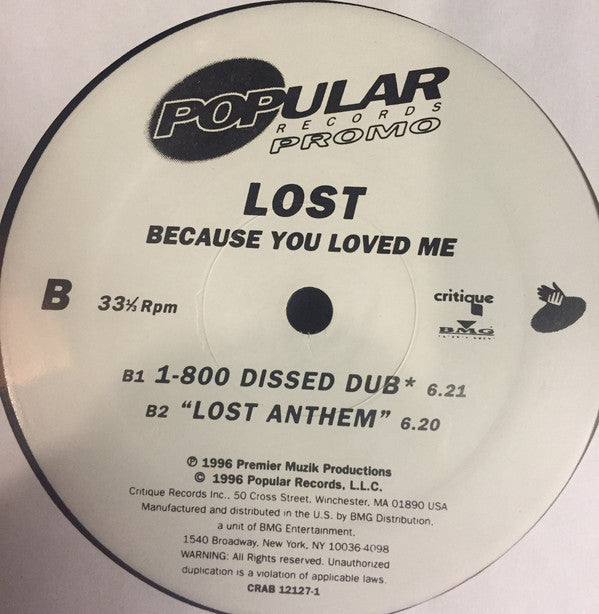 POPULAR
RECORDS
PROMO
LOST
BECAUSE YOU LOVED ME
B 33⅓ Rpm
critique
BMG
B1 1-800 DISSED DUB* 6.21
B2 “LOST ANTHEM” 6.20
℗ 1996 Premier Muzik Productions
© 1996 Popular Records, L.L.C.
Critique Records Inc., 50 Cross Street, Winchester, MA 01890 USA
Manufactured and distributed in the U.S. by BMG Distribution,
a unit of BMG Entertainment,
1540 Broadway, New York, NY 10036-4098
WARNING: All Rights reserved. Unauthorized
duplication is a violation of applicable laws.
CRAB 12127-1